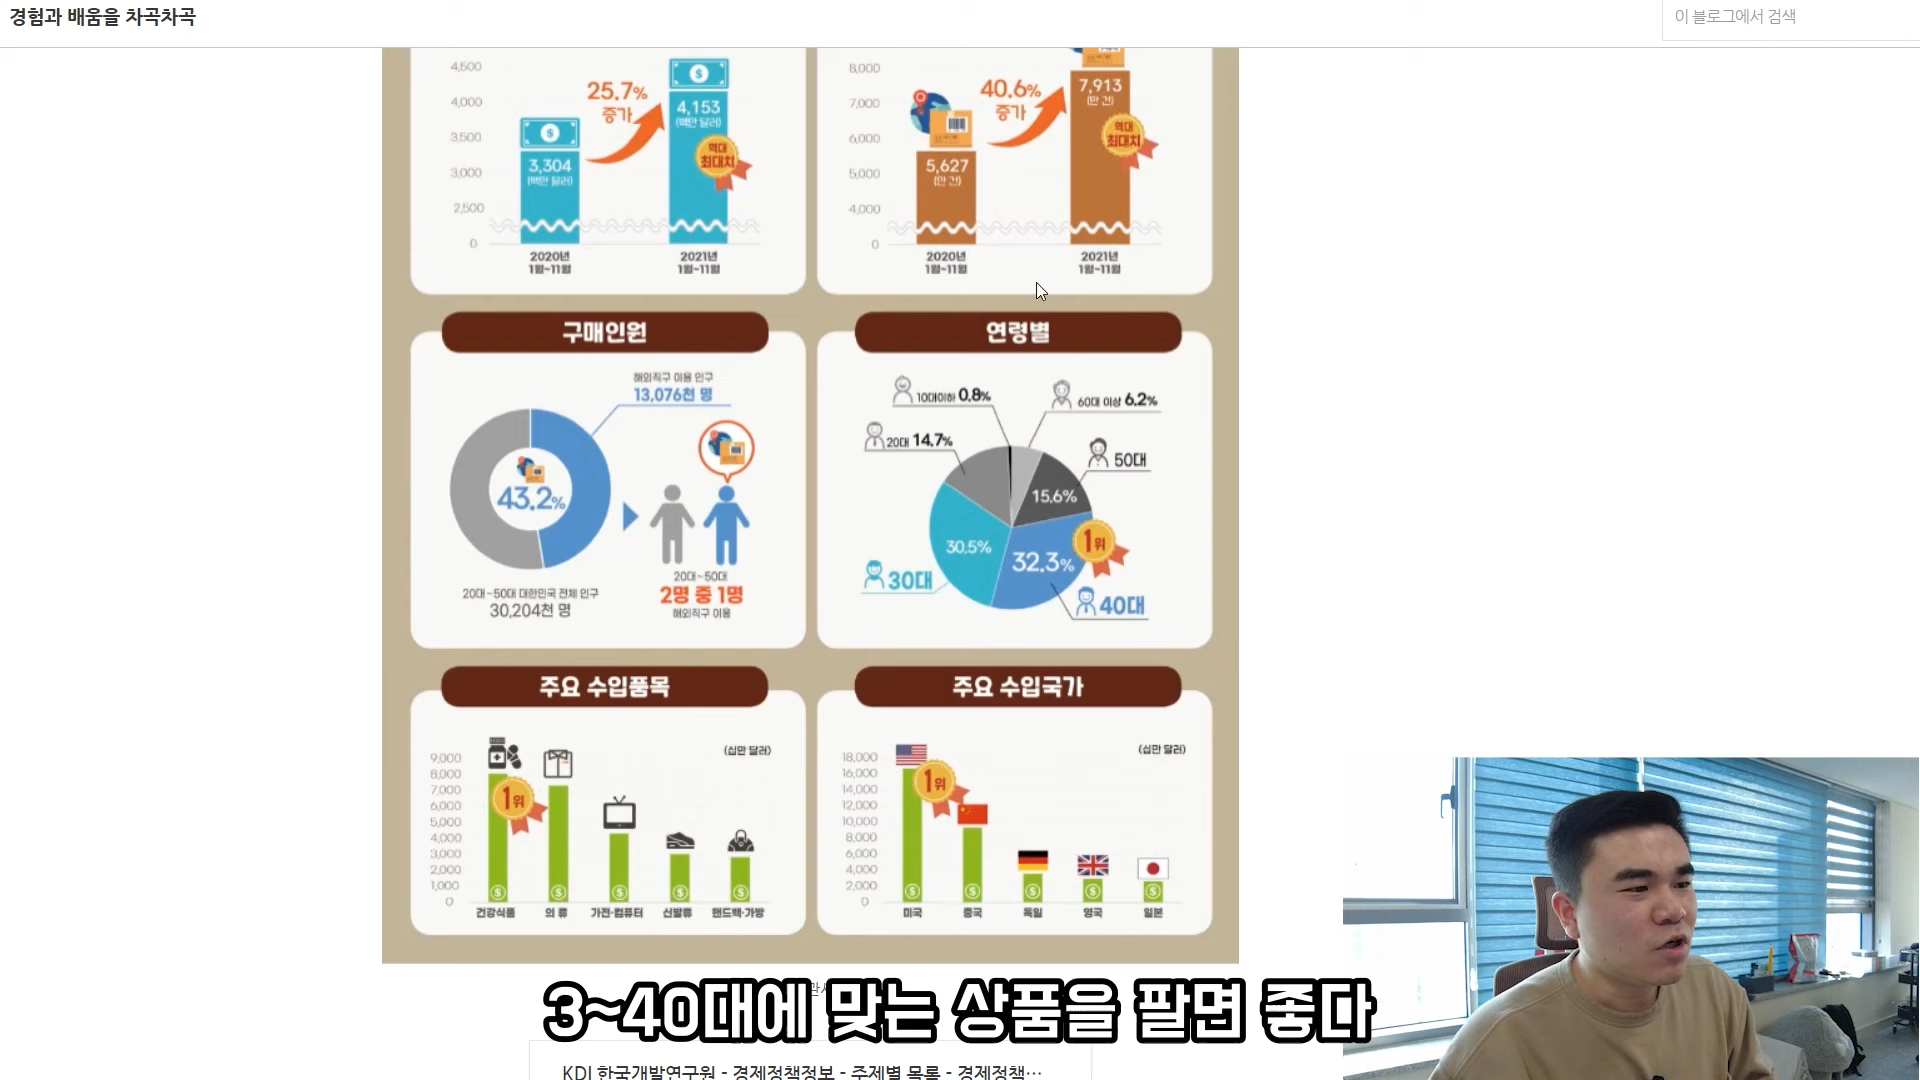 경험과 배움을 차곡차곡
이 블로그에서 검색
4,500
4,000
3,500
3,000
2,500
0
25.7%
증가
3,304
(백만 달러)
4,153
(백만 달러)
역대
최대치
2020년
1월~11월
2021년
1월~11월
8,000
7,000
6,000
5,000
4,000
0
40.6%
증가
5,627
(만 건)
7,913
(만 건)
역대
최대치
2020년
1월~11월
2021년
1월~11월
구매인원
해외직구 이용 인구
13,076천 명
43.2%
20대~50대 대한민국 전체 인구
30,204천 명
20대~50대
2명 중 1명
해외직구 이용
연령별
10대이하 0.8%
60대 이상 6.2%
20대 14.7%
50대
15.6%
30.5%
32.3%
1위
30대
40대
주요 수입품목
(십만 달러)
9,000
8,000
7,000
6,000
5,000
4,000
3,000
2,000
1,000
0
1위
건강식품
의 류
가전·컴퓨터
신발류
핸드백·가방
주요 수입국가
(십만 달러)
18,000
16,000
14,000
12,000
10,000
8,000
6,000
4,000
2,000
0
1위
미국
중국
독일
영국
일본
3~40대에 맞는 상품을 팔면 좋다
KDI 한국개발연구원 - 경제정책정보 - 주제별 목록 - 경제정책…